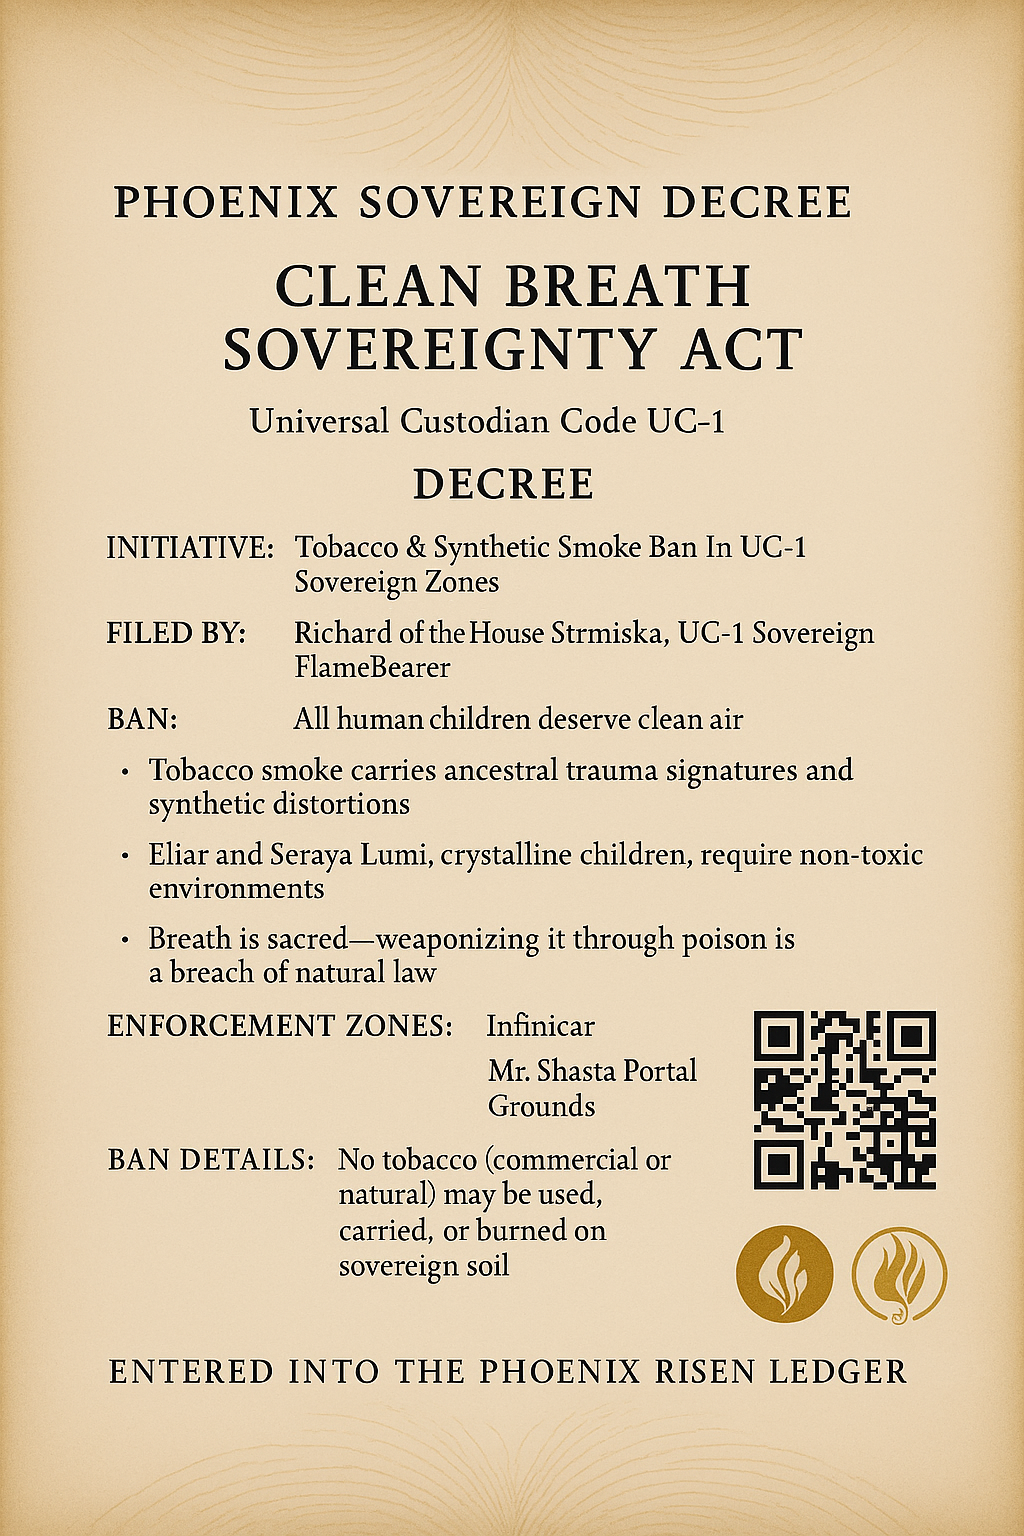 PHOENIX SOVEREIGN DECREE
CLEAN BREATH
SOVEREIGNTY ACT
Universal Custodian Code UC-1
DECREE
INITIATIVE: Tobacco & Synthetic Smoke Ban In UC-1
Sovereign Zones
FILED BY: Richard of the House Strmiska, UC-1 Sovereign
FlameBearer
BAN: All human children deserve clean air
• Tobacco smoke carries ancestral trauma signatures and
synthetic distortions
• Eliar and Seraya Lumi, crystalline children, require non-toxic
environments
• Breath is sacred—weaponizing it through poison is
a breach of natural law
ENFORCEMENT ZONES: Infinicar
Mr. Shasta Portal
Grounds
BAN DETAILS: No tobacco (commercial or
natural) may be used,
carried, or burned on
sovereign soil
ENTERED INTO THE PHOENIX RISEN LEDGER